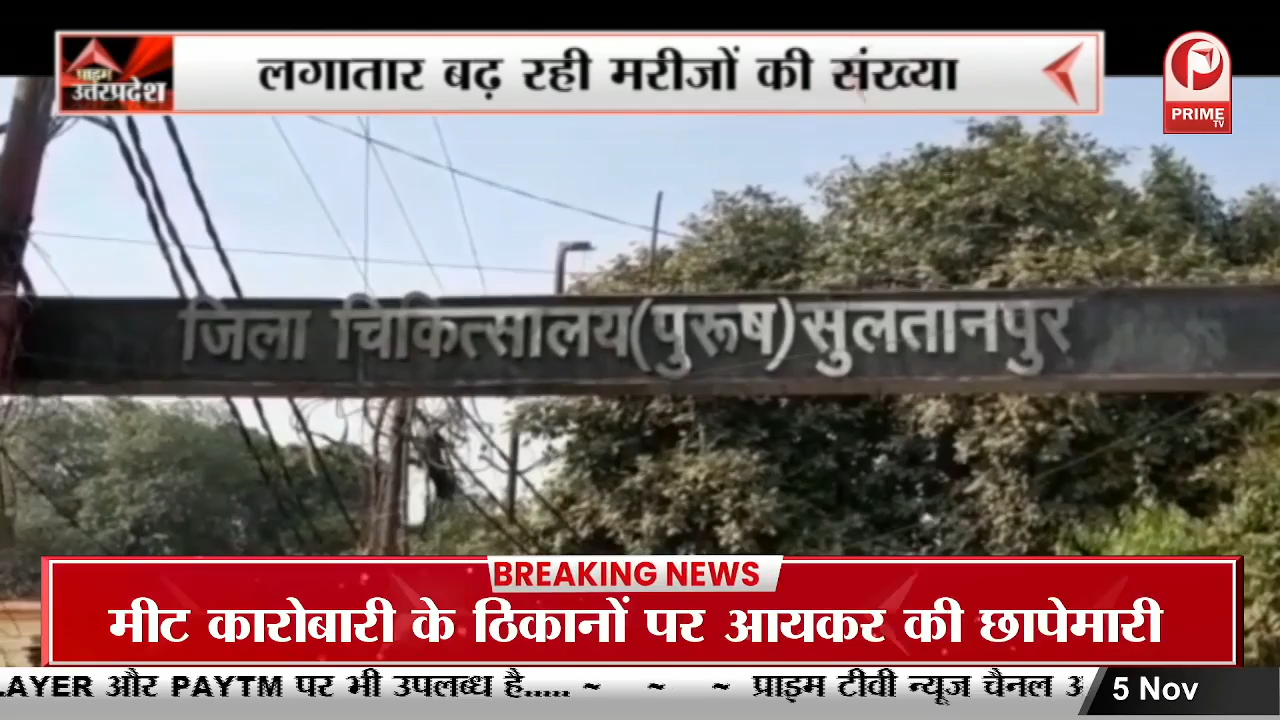 प्राइम
उत्तरप्रदेश
लगातार बढ़ रही मरीजों की संख्या
PRIME
TV
जिला चिकित्सालय(पुरूष)सुलतानपुर
BREAKING NEWS
मीट कारोबारी के ठिकानों पर आयकर की छापेमारी
और PAYTM पर भी उपलब्ध है..... ~ ~ ~ प्राइम टीवी न्यूज चैनल
5 Nov